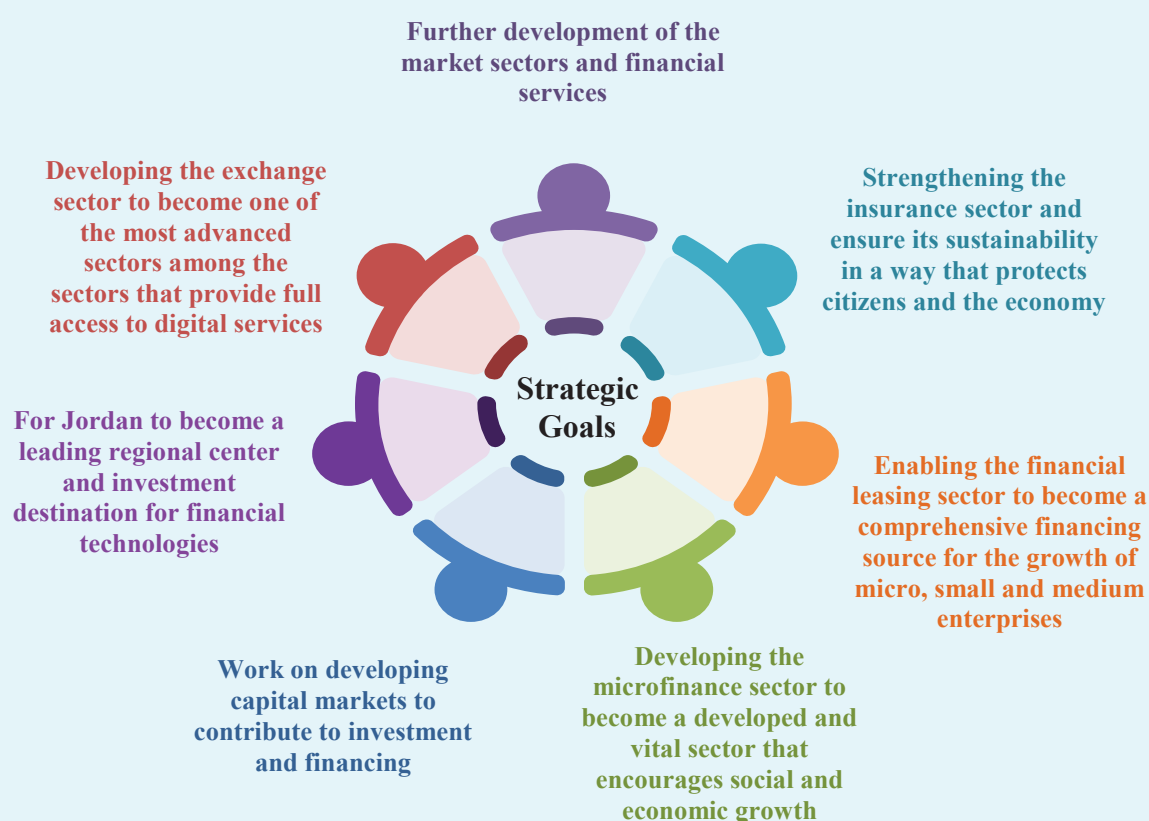 Further development of the
market sectors and financial
services
Strengthening the
insurance sector and
ensure its sustainability
in a way that protects
citizens and the economy
Enabling the financial
leasing sector to become a
comprehensive financing
source for the growth of
micro, small and medium
enterprises
Developing the
microfinance sector to
become a developed and
vital sector that
encourages social and
economic growth
Work on developing
capital markets to
contribute to investment
and financing
For Jordan to become a
leading regional center
and investment
destination for financial
technologies
Developing the exchange
sector to become one of
the most advanced
sectors among the
sectors that provide full
access to digital services
Strategic
Goals